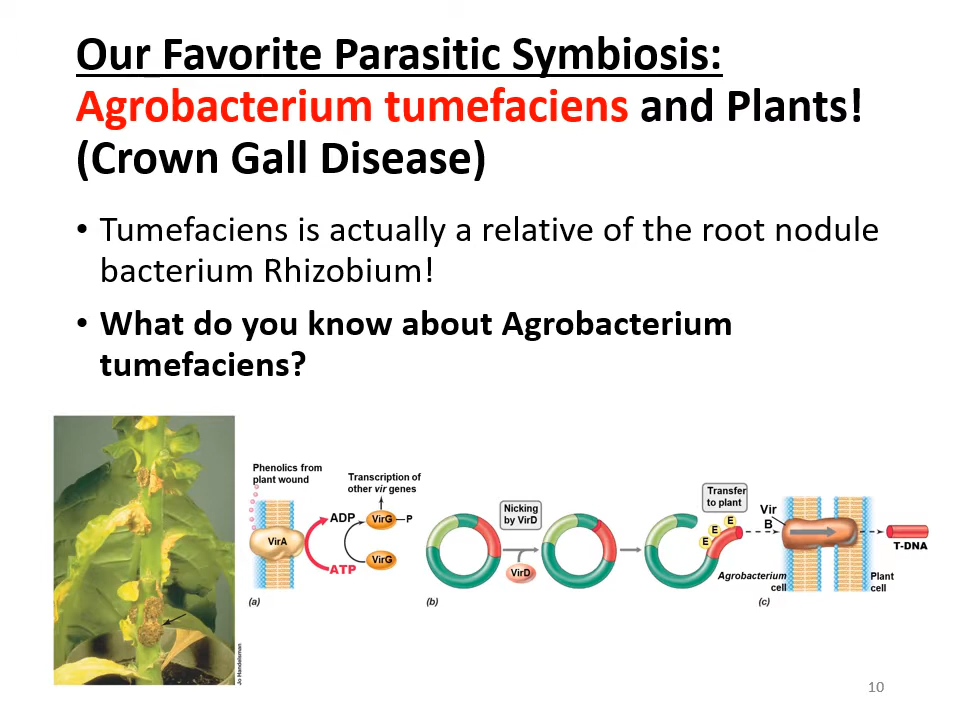 Our Favorite Parasitic Symbiosis:
Agrobacterium tumefaciens and Plants!
(Crown Gall Disease)
• Tumefaciens is actually a relative of the root nodule
bacterium Rhizobium!
• What do you know about Agrobacterium
tumefaciens?
Jo Handelsman
Phenolics from
plant wound
VirA
(a)
Transcription of
other vir genes
ADP
VirG
P
ATP
VirG
Nicking
by VirD
VirD
(b)
Transfer
to plant
E
E
E
Vir
B
Agrobacterium
cell
(c)
Plant
cell
T-DNA
10